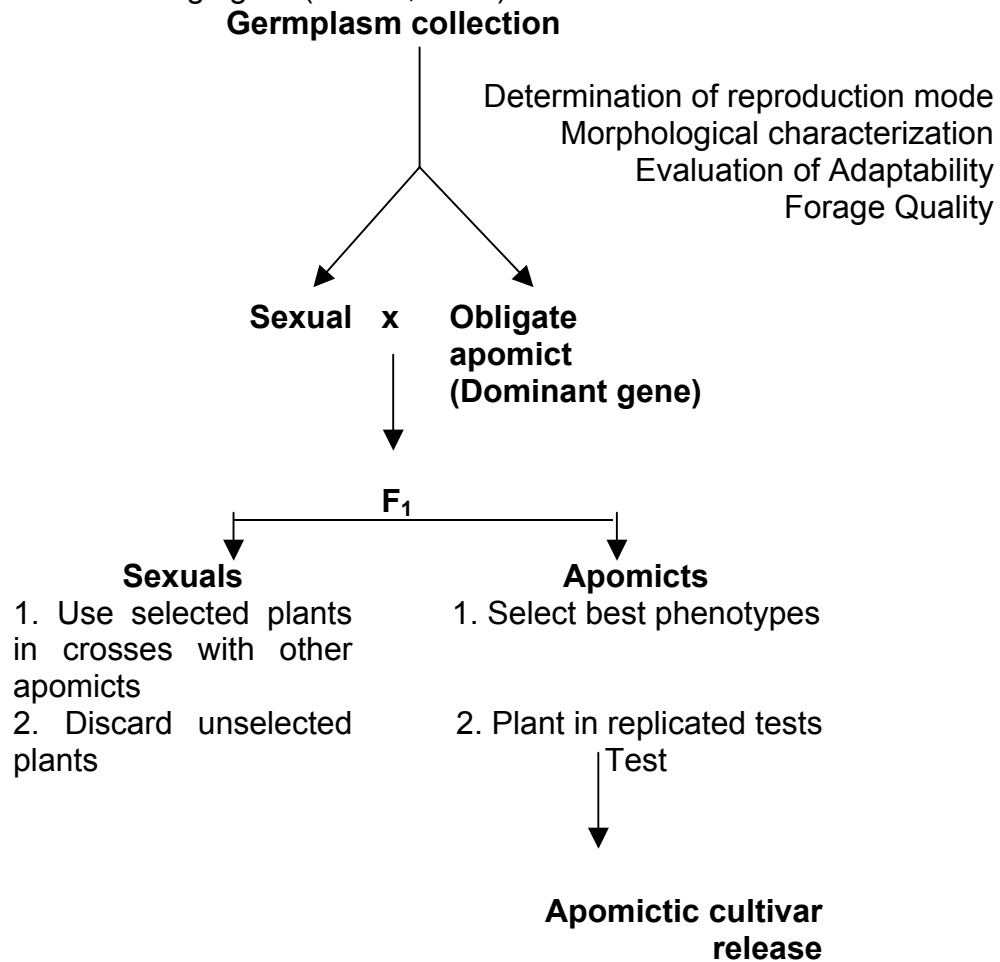 Germplasm collection
Determination of reproduction mode
Morphological characterization
Evaluation of Adaptability
Forage Quality
Sexual x Obligate
apomict
(Dominant gene)
F₁
Sexuals
1. Use selected plants
in crosses with other
apomicts
2. Discard unselected
plants
Apomicts
1. Select best phenotypes
2. Plant in replicated tests
Test
Apomictic cultivar
release